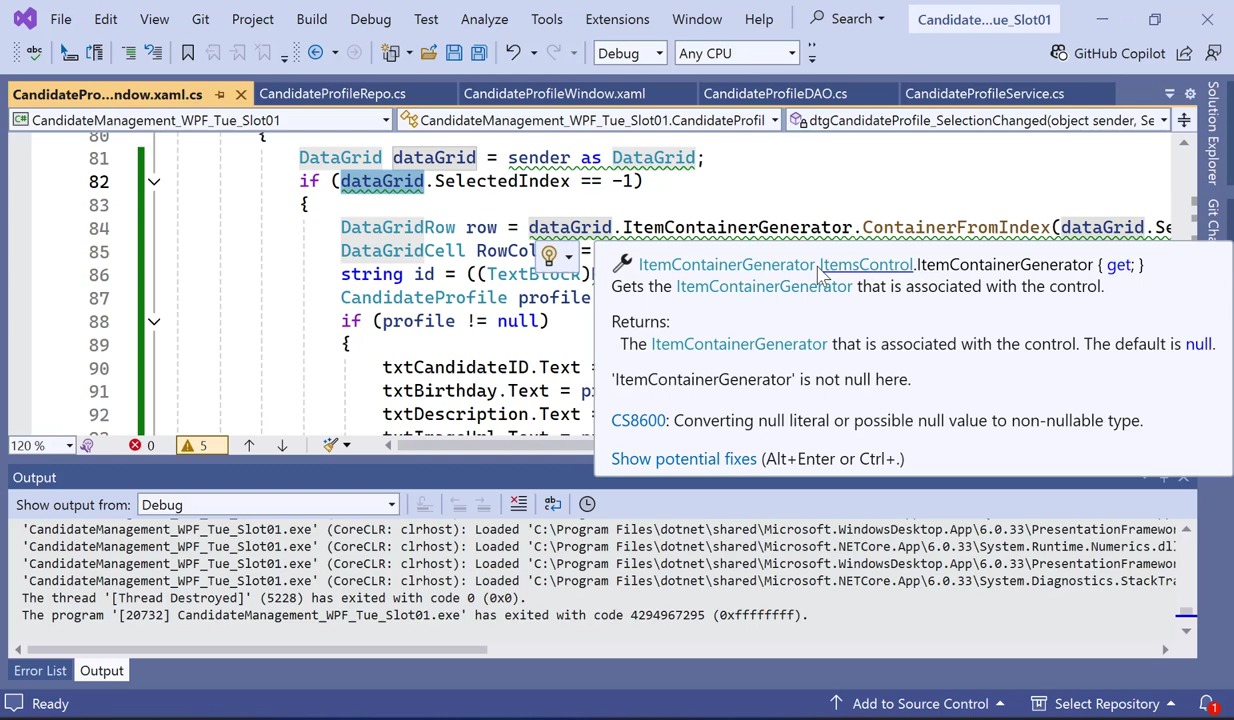 File Edit View Git Project Build Debug Test Analyze Tools Extensions Window Help Search Candidate...ue_Slot01
abc Debug Any CPU GitHub Copilot
CandidatePro...ndow.xaml.cs CandidateProfileRepo.cs CandidateProfileWindow.xaml CandidateProfileDAO.cs CandidateProfileService.cs
C# CandidateManagement_WPF_Tue_Slot01 CandidateManagement_WPF_Tue_Slot01.CandidateProfil dtgCandidateProfile_SelectionChanged(object sender, Se
80 {
81 DataGrid dataGrid = sender as DataGrid;
82 if (dataGrid.SelectedIndex == -1)
83 {
84 DataGridRow row = dataGrid.ItemContainerGenerator.ContainerFromIndex(dataGrid.Se
85 DataGridCell RowCol
86 string id = ((TextBlock)
87 CandidateProfile profile
88 if (profile != null)
89 {
90 txtCandidateID.Text =
91 txtBirthday.Text =
92 txtDescription.Text =
ItemContainerGenerator ItemsControl.ItemContainerGenerator { get; }
Gets the ItemContainerGenerator that is associated with the control.
Returns:
The ItemContainerGenerator that is associated with the control. The default is null.
'ItemContainerGenerator' is not null here.
CS8600: Converting null literal or possible null value to non-nullable type.
Show potential fixes (Alt+Enter or Ctrl+.)
120 % 0 5
Output
Show output from: Debug
'CandidateManagement_WPF_Tue_Slot01.exe' (CoreCLR: clrhost): Loaded 'C:\Program Files\dotnet\shared\Microsoft.WindowsDesktop.App\6.0.33\PresentationFramewor
'CandidateManagement_WPF_Tue_Slot01.exe' (CoreCLR: clrhost): Loaded 'C:\Program Files\dotnet\shared\Microsoft.WindowsDesktop.App\6.0.33\PresentationFramewor
'CandidateManagement_WPF_Tue_Slot01.exe' (CoreCLR: clrhost): Loaded 'C:\Program Files\dotnet\shared\Microsoft.NETCore.App\6.0.33\System.Runtime.Numerics.dll
'CandidateManagement_WPF_Tue_Slot01.exe' (CoreCLR: clrhost): Loaded 'C:\Program Files\dotnet\shared\Microsoft.NETCore.App\6.0.33\System.Diagnostics.StackTra
The thread '[Thread Destroyed]' (5228) has exited with code 0 (0x0).
The program '[20732] CandidateManagement_WPF_Tue_Slot01.exe' has exited with code 4294967295 (0xffffffff).
Error List Output
Ready Add to Source Control Select Repository 1
Solution Explorer
Git Cha